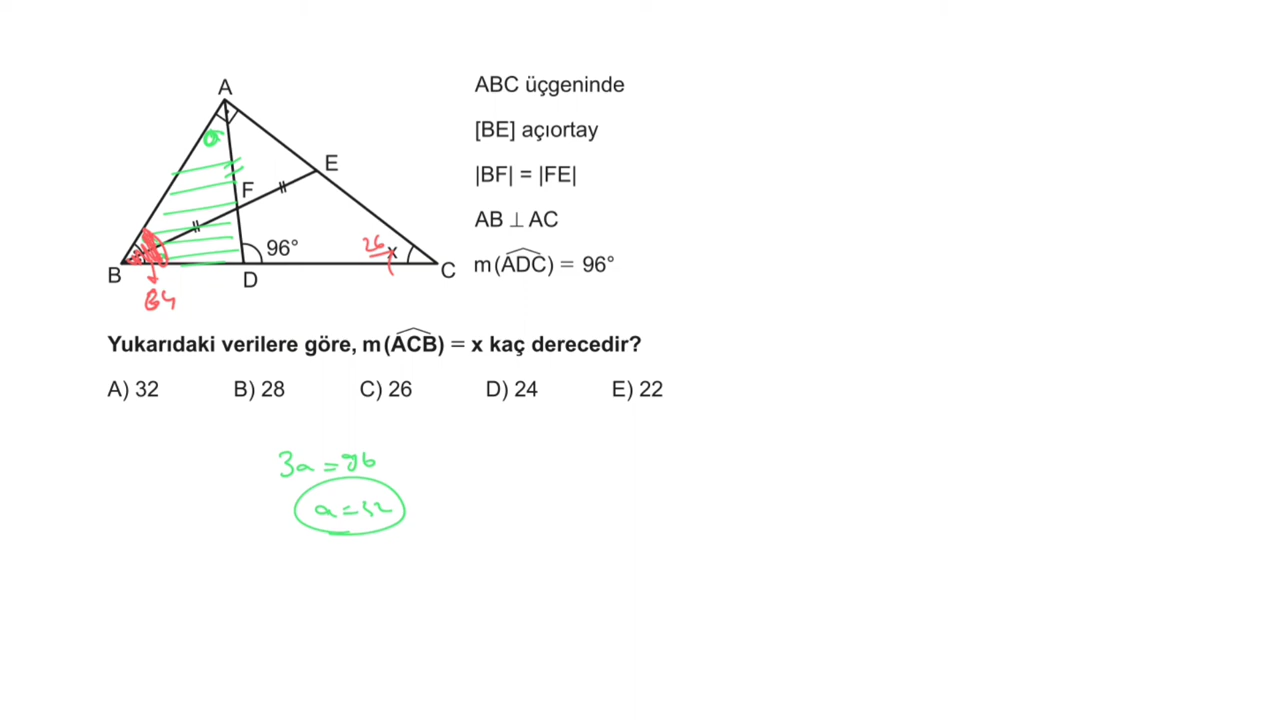 A
ABC üçgeninde
[BE] açıortay
|BF| = |FE|
AB ⊥ AC
m(ADC) = 96°
a
E
F
96°
26
x
B
D
C
64
Yukarıdaki verilere göre, m(ACB) = x kaç derecedir?
A) 32 B) 28 C) 26 D) 24 E) 22
3a = 96
a = 32